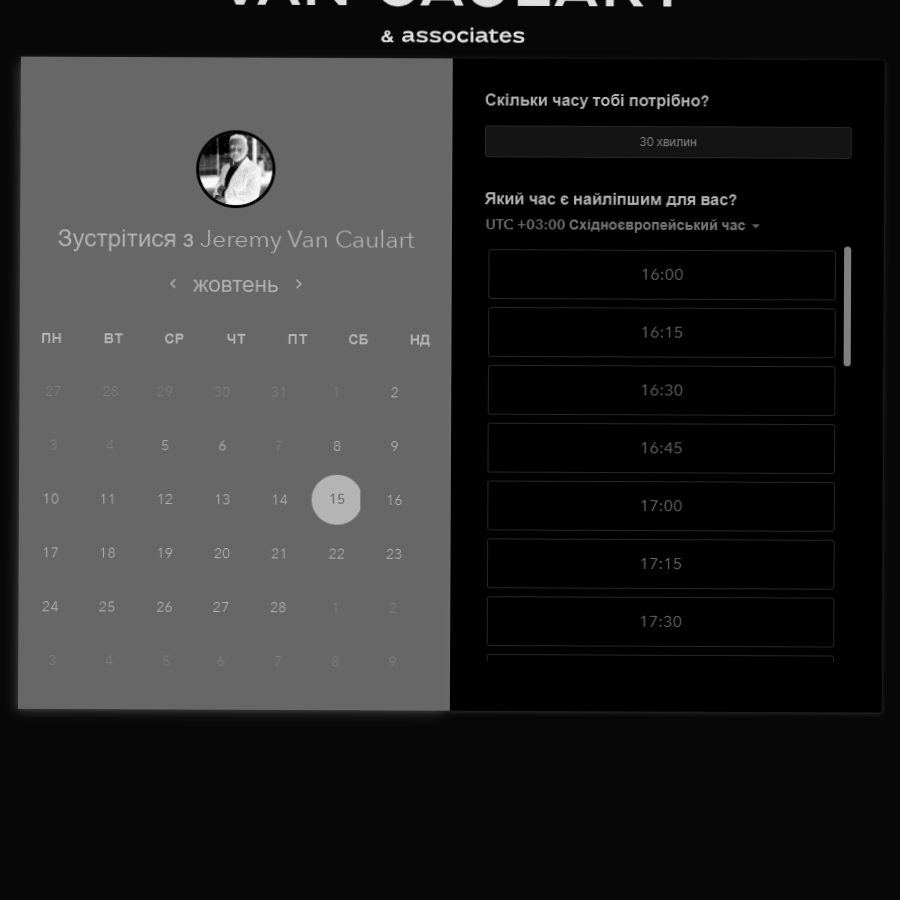 VAN CAULART
& associates
Зустрітися з Jeremy Van Caulart
жовтень
ПН ВТ СР ЧТ ПТ СБ НД
27 28 29 30 31 1 2
3 4 5 6 7 8 9
10 11 12 13 14 15 16
17 18 19 20 21 22 23
24 25 26 27 28 1 2
3 4 5 6 7 8 9
Скільки часу тобі потрібно?
30 хвилин
Який час є найліпшим для вас?
UTC +03:00 Східноєвропейський час
16:00
16:15
16:30
16:45
17:00
17:15
17:30